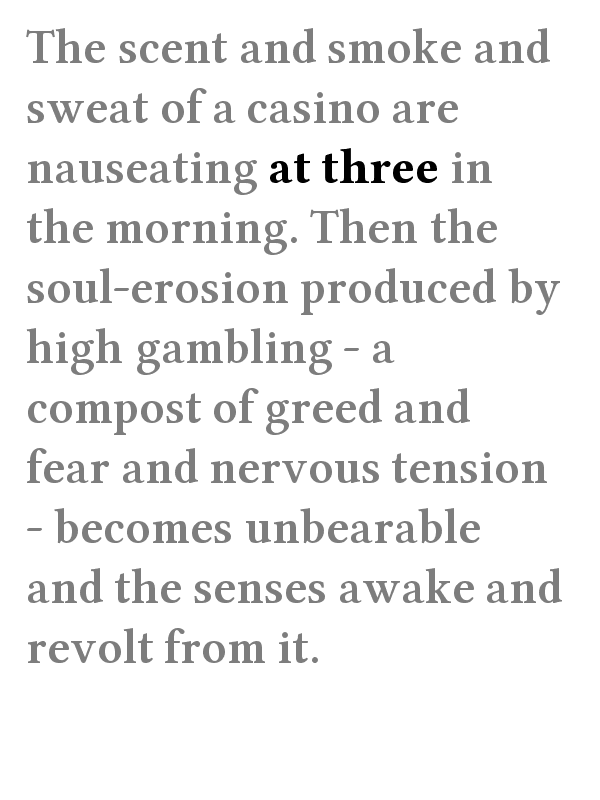 The scent and smoke and
sweat of a casino are
nauseating at three in
the morning. Then the
soul-erosion produced by
high gambling - a
compost of greed and
fear and nervous tension
- becomes unbearable
and the senses awake and
revolt from it.